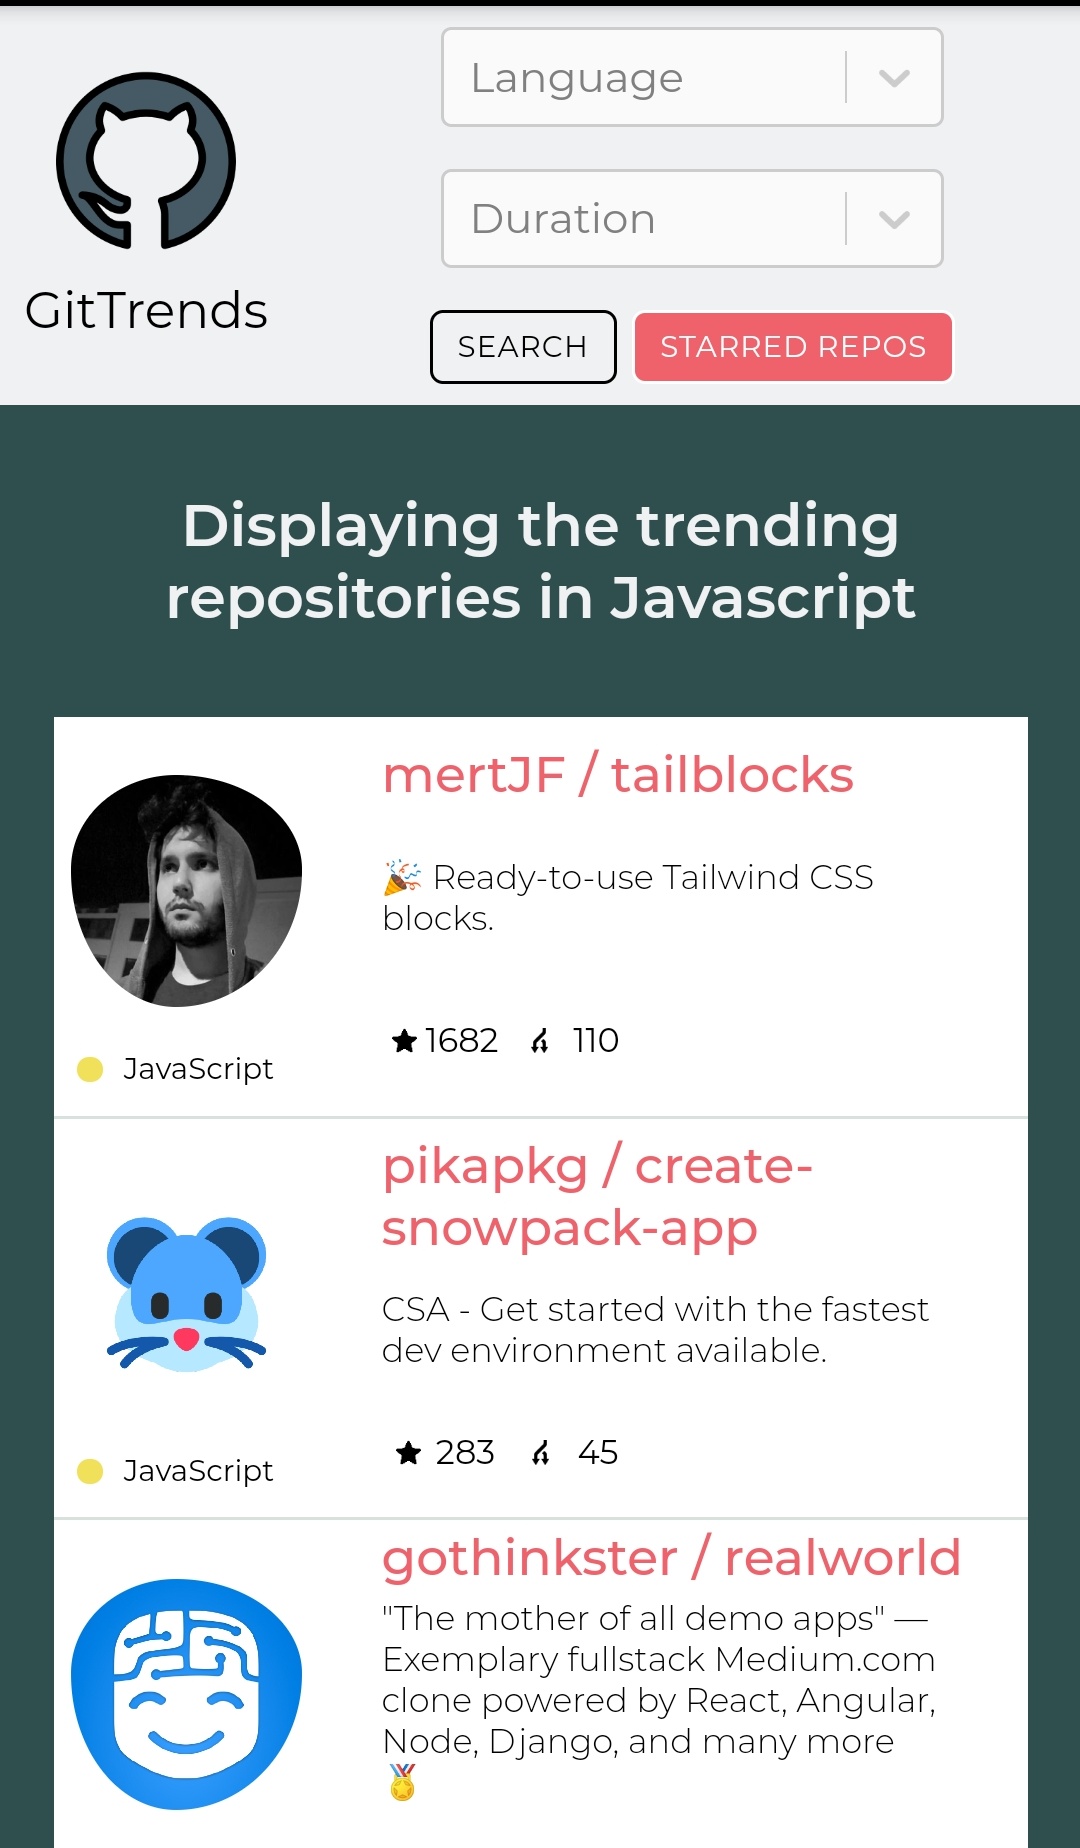 Language
Duration
GitTrends
SEARCH
STARRED REPOS
Displaying the trending
repositories in Javascript
mertJF / tailblocks
🎉 Ready-to-use Tailwind CSS
blocks.
1682
110
JavaScript
pikapkg / create-
snowpack-app
CSA - Get started with the fastest
dev environment available.
283
45
JavaScript
gothinkster / realworld
"The mother of all demo apps" —
Exemplary fullstack Medium.com
clone powered by React, Angular,
Node, Django, and many more
🏅